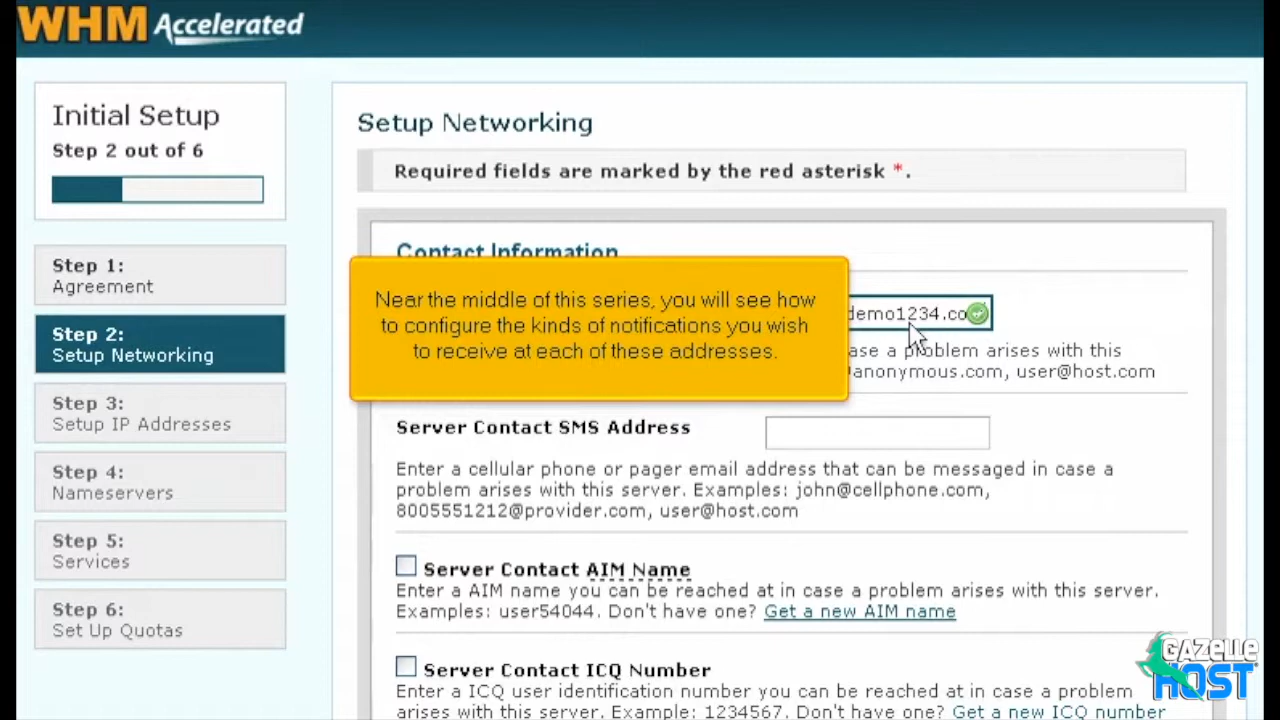 WHM Accelerated
Initial Setup
Step 2 out of 6
Step 1:
Agreement
Step 2:
Setup Networking
Step 3:
Setup IP Addresses
Step 4:
Nameservers
Step 5:
Services
Step 6:
Set Up Quotas
Setup Networking
Required fields are marked by the red asterisk *.
Contact Information
Near the middle of this series, you will see how
to configure the kinds of notifications you wish
to receive at each of these addresses.
demo1234.co
ase a problem arises with this
@anonymous.com, user@host.com
Server Contact SMS Address
Enter a cellular phone or pager email address that can be messaged in case a
problem arises with this server. Examples: john@cellphone.com,
8005551212@provider.com, user@host.com
Server Contact AIM Name
Enter a AIM name you can be reached at in case a problem arises with this server.
Examples: user54044. Don't have one? Get a new AIM name
Server Contact ICQ Number
Enter a ICQ user identification number you can be reached at in case a problem
arises with this server. Example: 1234567. Don't have one? Get a new ICQ number
GAZELLE
HOST